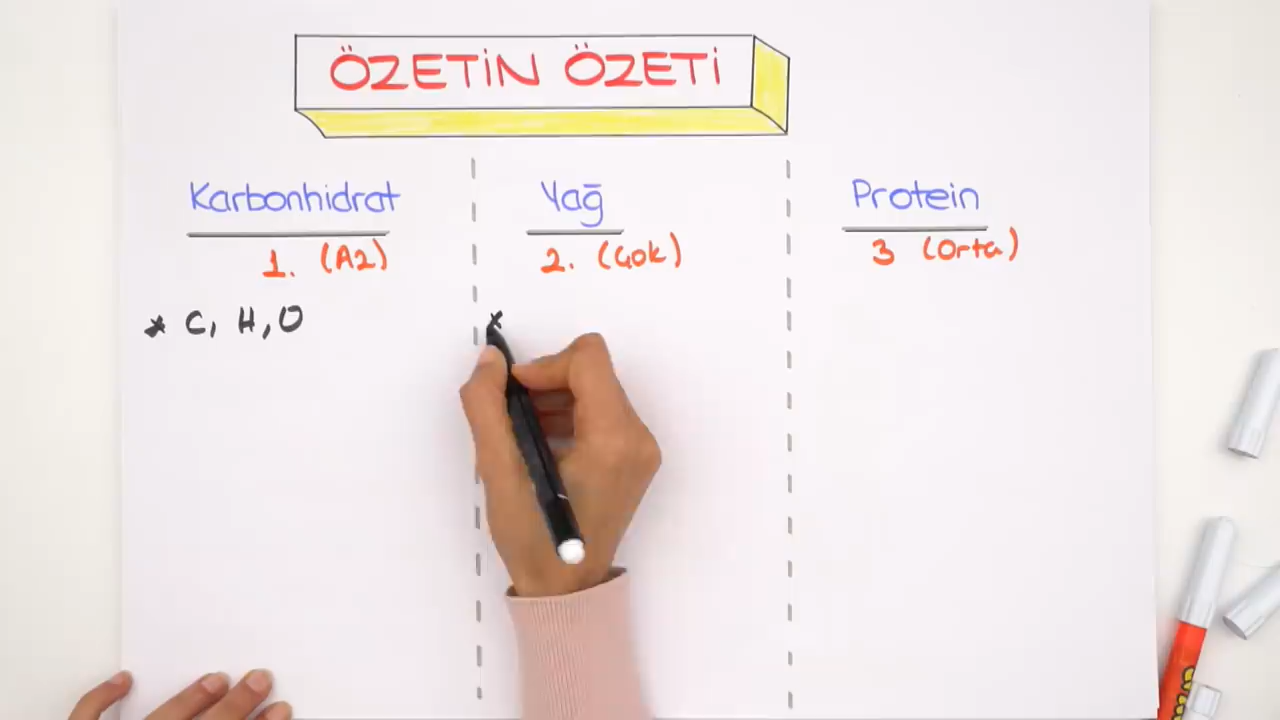 ÖZETİN ÖZETİ
Karbonhidrat
1. (Az)
* C, H, O
Yağ
2. (Çok)
*
Protein
3 (Orta)